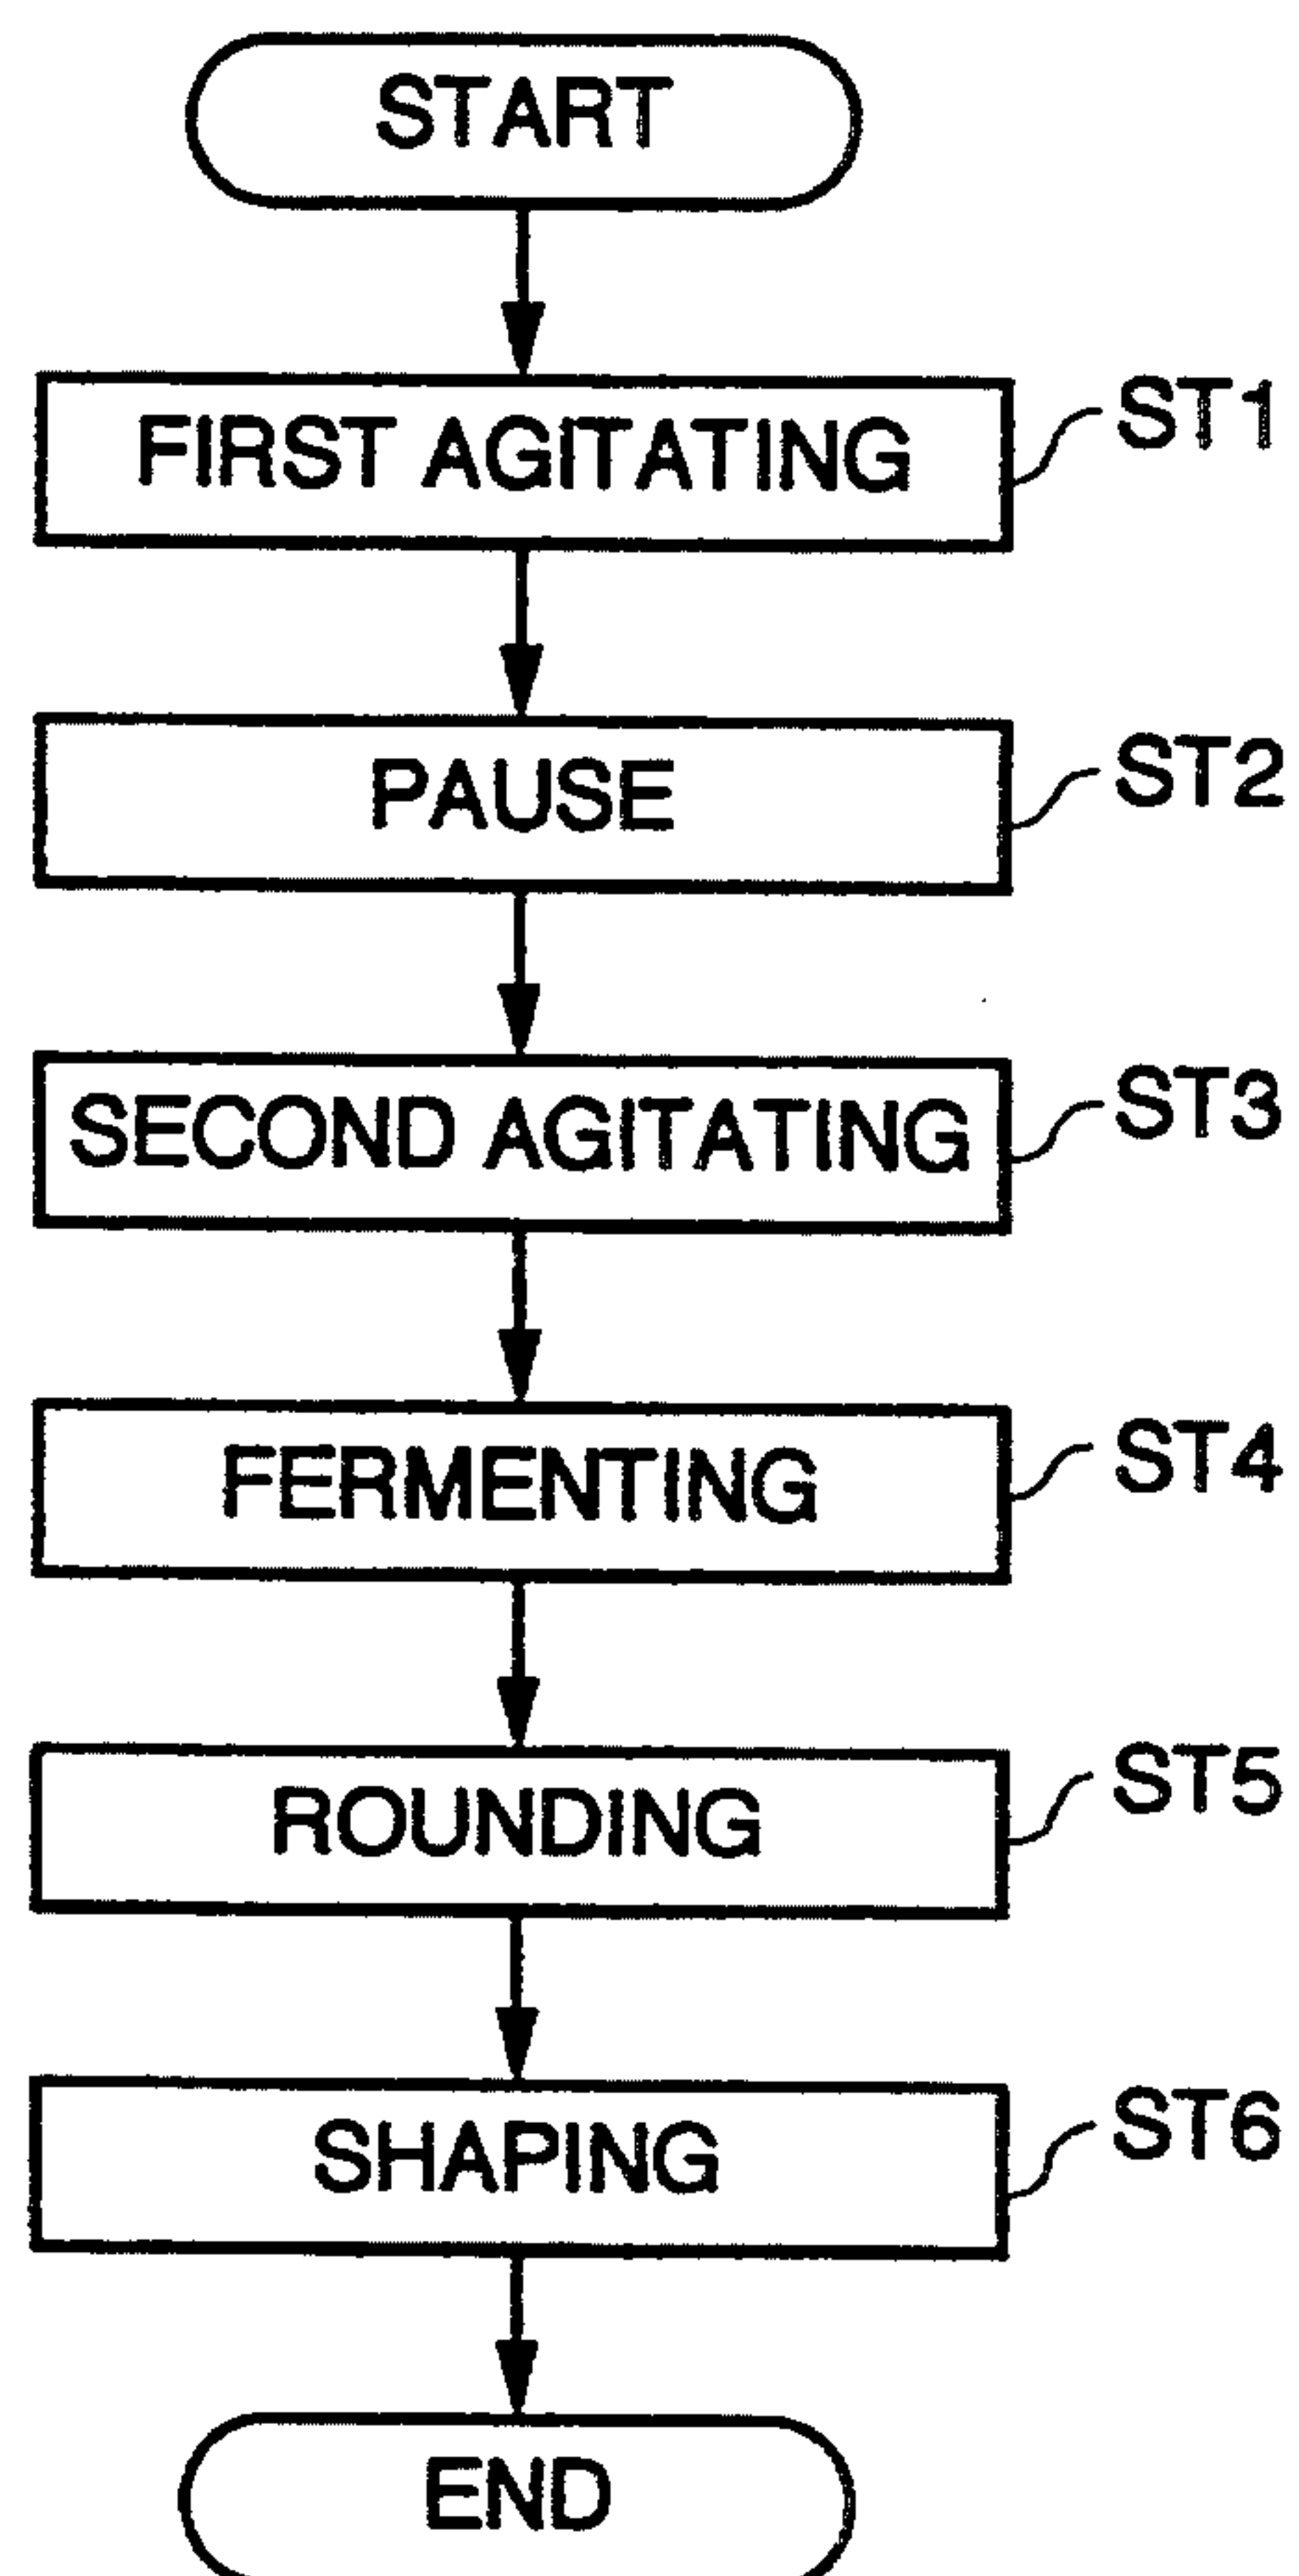 START
FIRST AGITATING ST1
PAUSE ST2
SECOND AGITATING ST3
FERMENTING ST4
ROUNDING ST5
SHAPING ST6
END